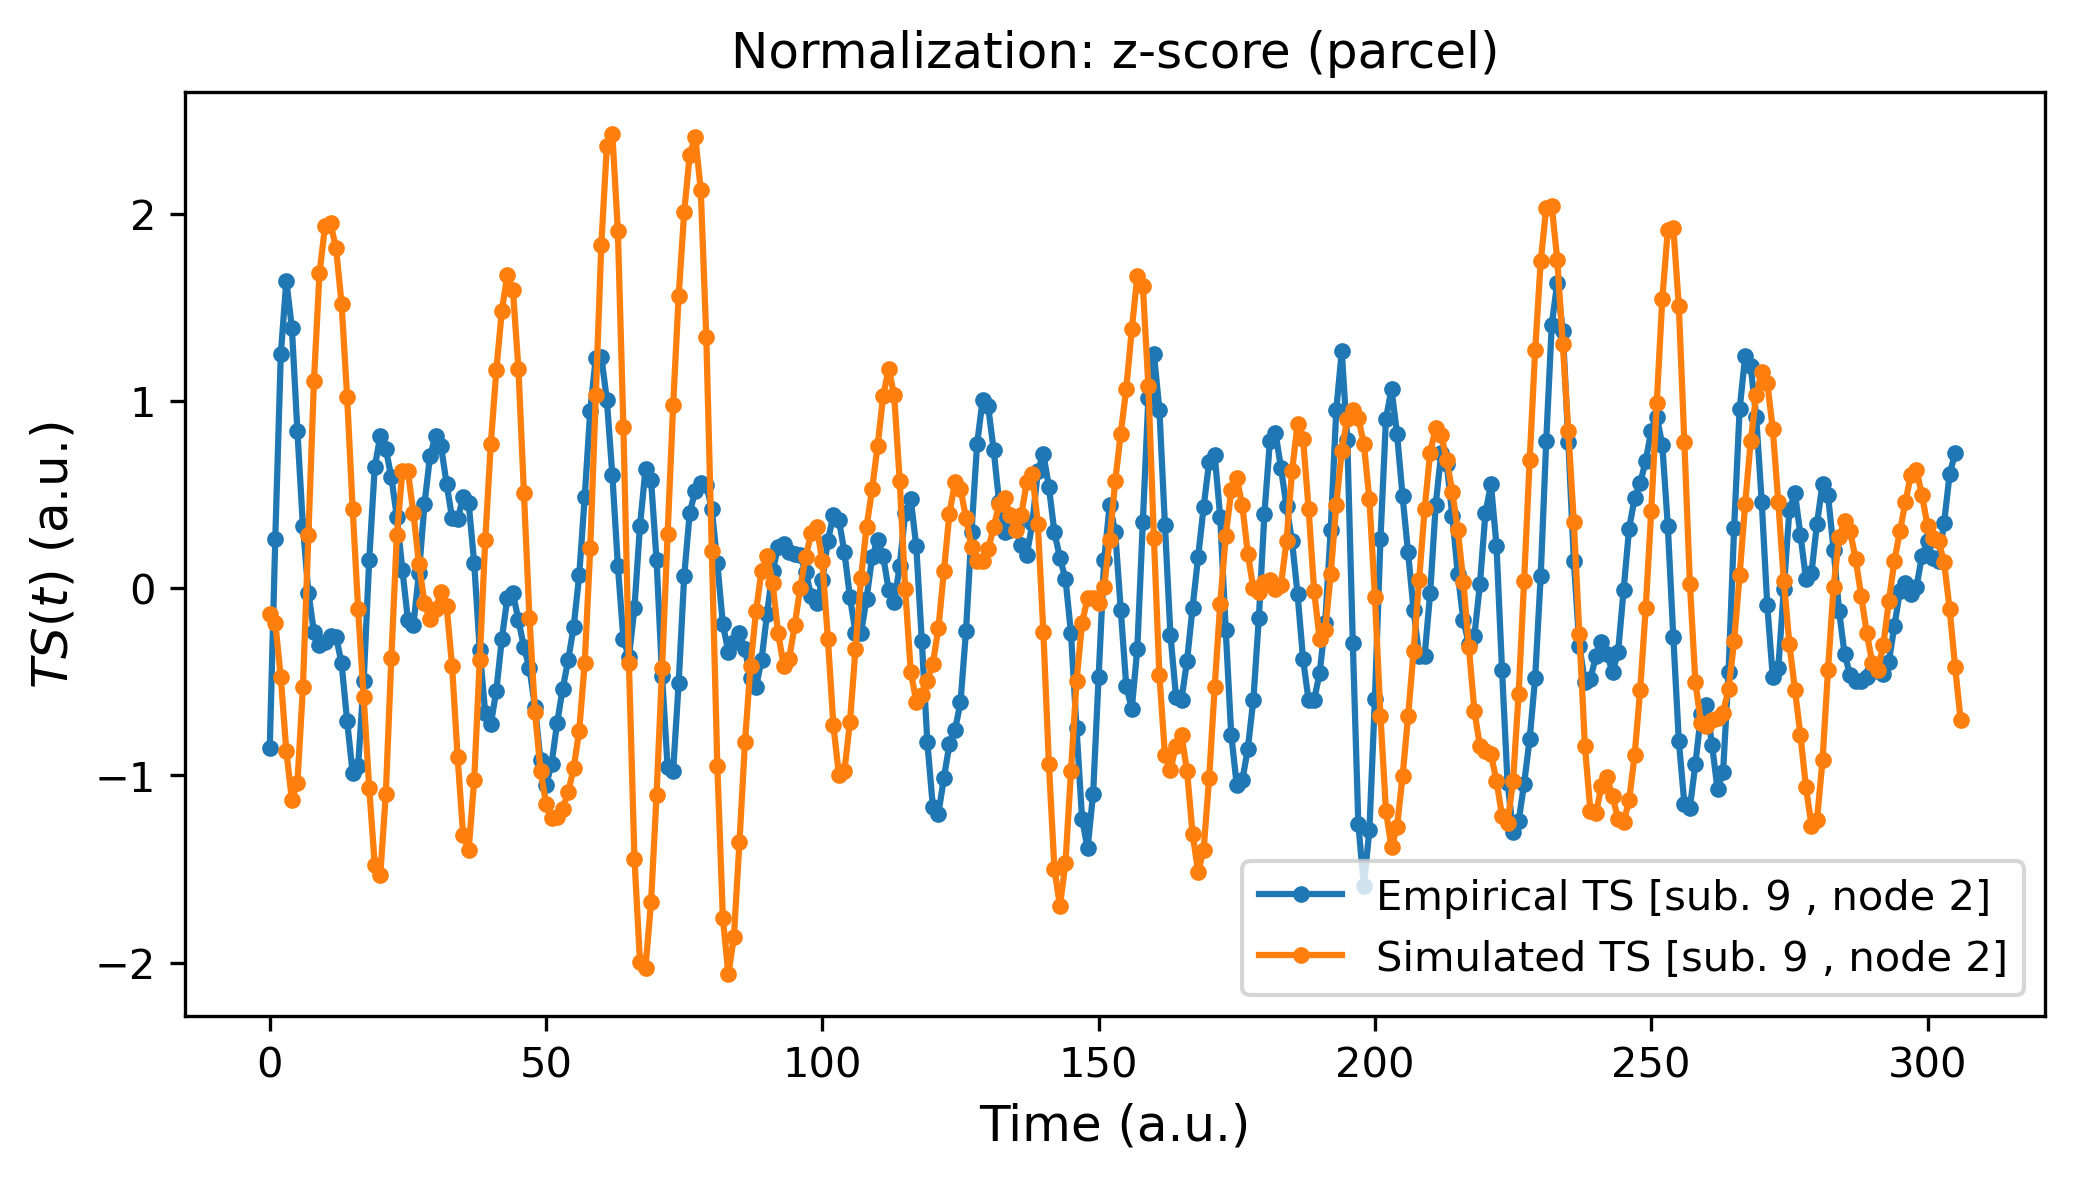 Normalization: z-score (parcel)
TS(t) (a.u.)
2
1
0
−1
−2
Empirical TS [sub. 9 , node 2]
Simulated TS [sub. 9 , node 2]
0 50 100 150 200 250 300
Time (a.u.)